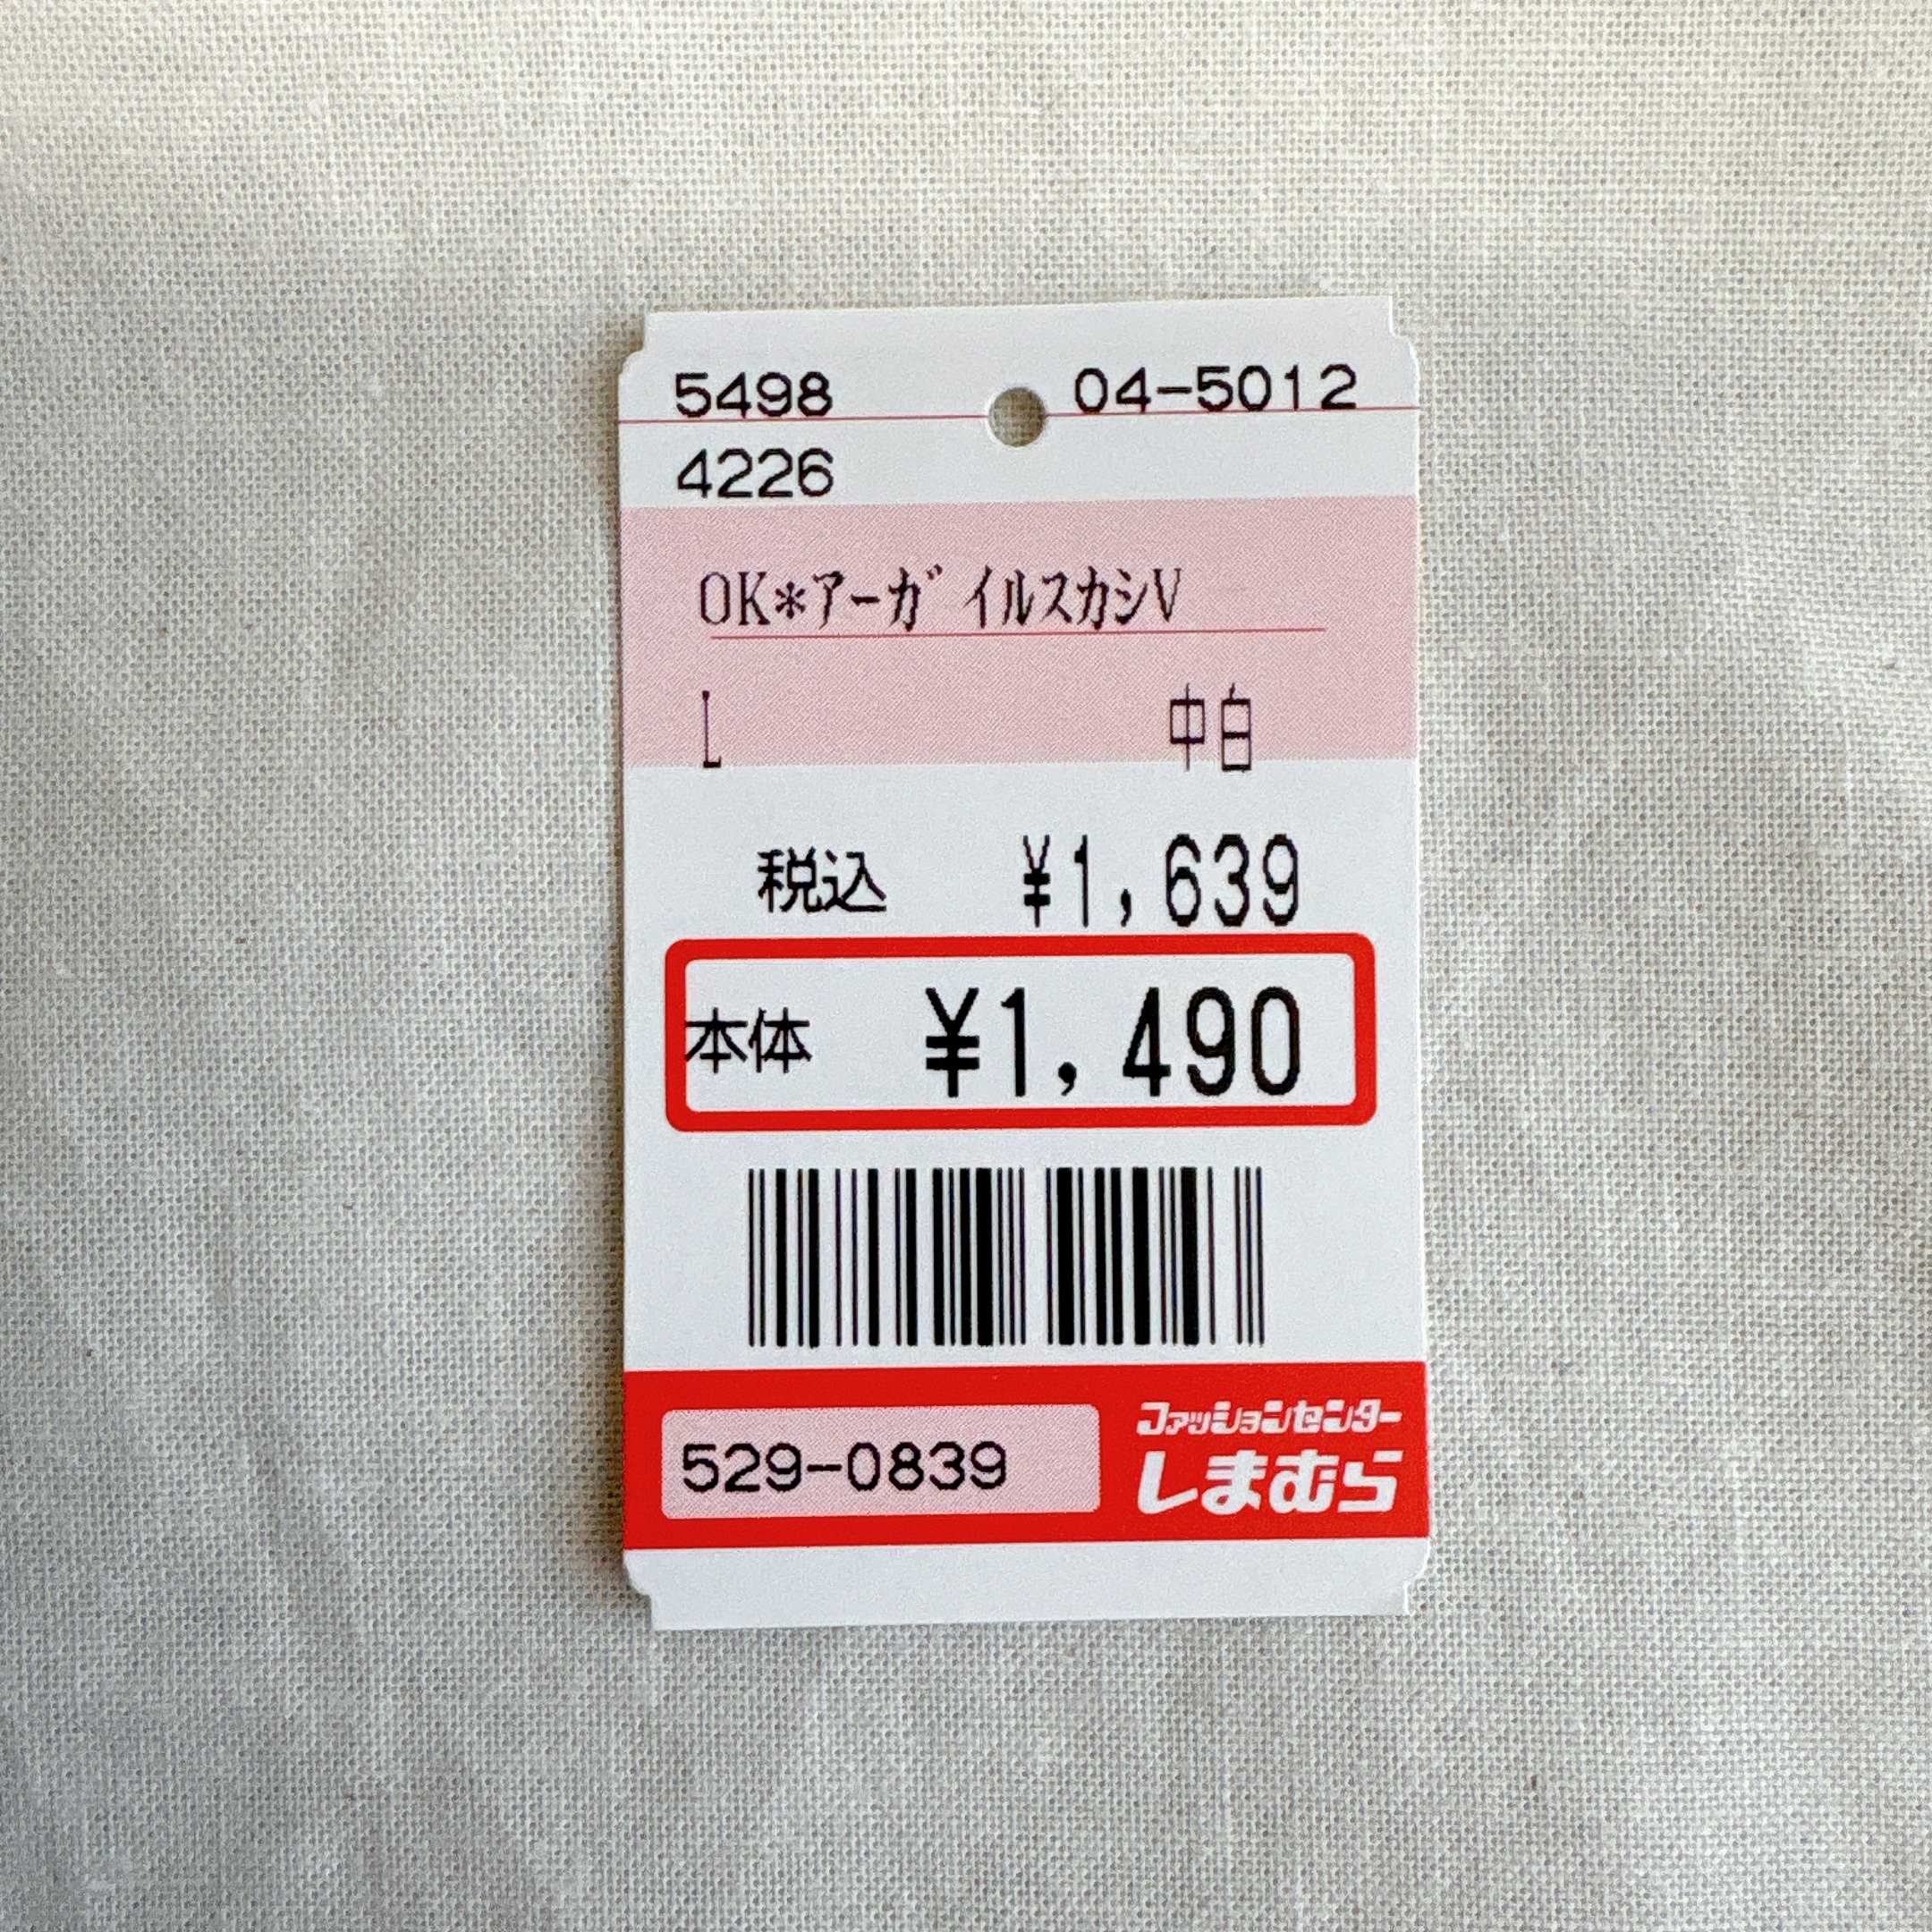 5498 04-5012
4226
OK*アーガイルスカシV
L 中白
税込 ¥1,639
本体 ¥1,490
529-0839
ファッションセンター
しまむら